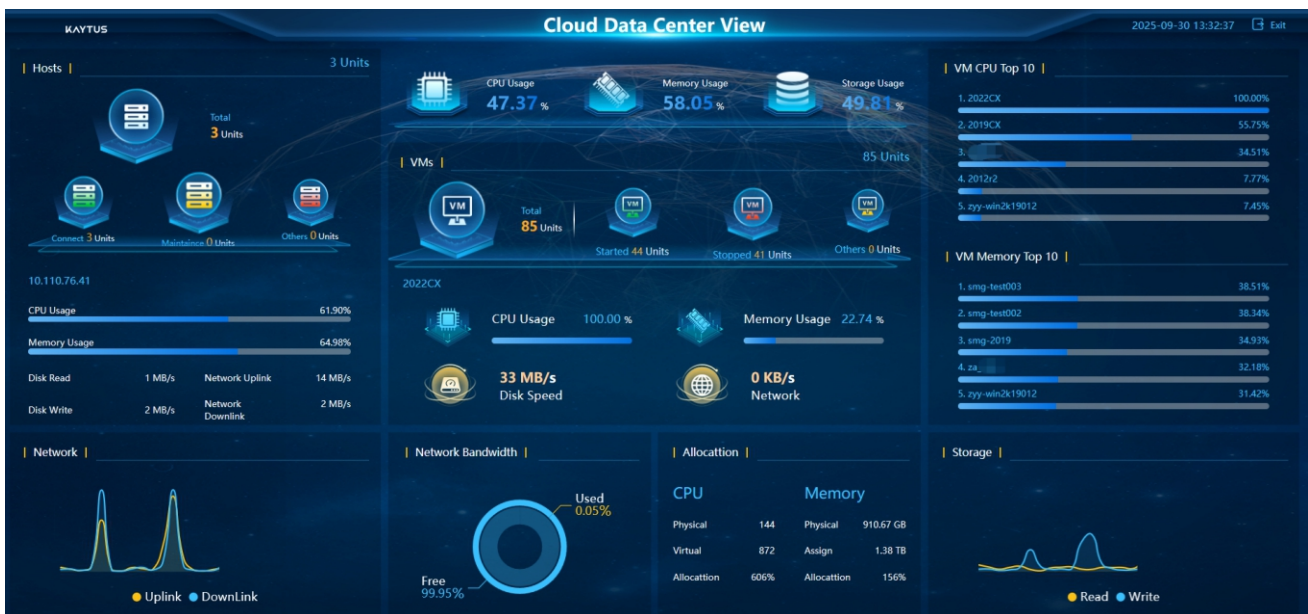 KAYTUS
Cloud Data Center View
2025-09-30 13:32:37 Exit
Hosts
3 Units
Total
3 Units
Connect 3 Units
Maintaince 0 Units
Others 0 Units
10.110.76.41
CPU Usage 61.90%
Memory Usage 64.98%
Disk Read 1 MB/s Network Uplink 14 MB/s
Disk Write 2 MB/s Network Downlink 2 MB/s
CPU Usage
47.37 %
Memory Usage
58.05 %
Storage Usage
49.81 %
VMs
85 Units
VM
Total
85 Units
VM
Started 44 Units
VM
Stopped 41 Units
VM
Others 0 Units
2022CX
CPU Usage 100.00 %
Memory Usage 22.74 %
33 MB/s
Disk Speed
0 KB/s
Network
VM CPU Top 10
1. 2022CX 100.00%
2. 2019CX 55.75%
3. 34.51%
4. 2012r2 7.77%
5. zyy-win2k19012 7.45%
VM Memory Top 10
1. smg-test003 38.51%
2. smg-test002 38.34%
3. smg-2019 34.93%
4. za_ 32.18%
5. zyy-win2k19012 31.42%
Network
Uplink DownLink
Network Bandwidth
Used
0.05%
Free
99.95%
Allocattion
CPU Memory
Physical 144 Physical 910.67 GB
Virtual 872 Assign 1.38 TB
Allocattion 606% Allocattion 156%
Storage
Read Write